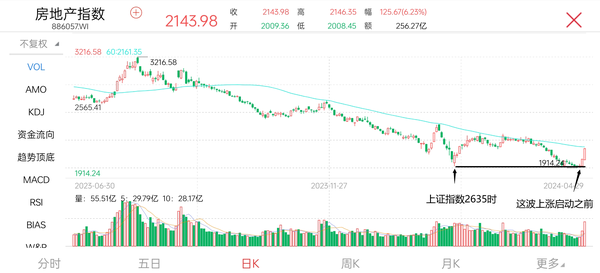 房地产指数
886057.WI
2143.98
收 2143.98 高 2146.35 幅 125.67(6.23%)
开 2009.36 低 2008.45 额 256.27亿
不复权
3216.58 60:2161.35
3216.58
VOL
AMO
2565.41
KDJ
资金流向
趋势顶底
1914.24
MACD
1914.24
2025-06-30 2023-11-27 2024-04-29
RSI
量: 55.51亿 5: 29.79亿 10: 28.17亿
上证指数2635时
这波上涨启动之前
BIAS
W&R
分时 五日 日K 周K 月K 更多